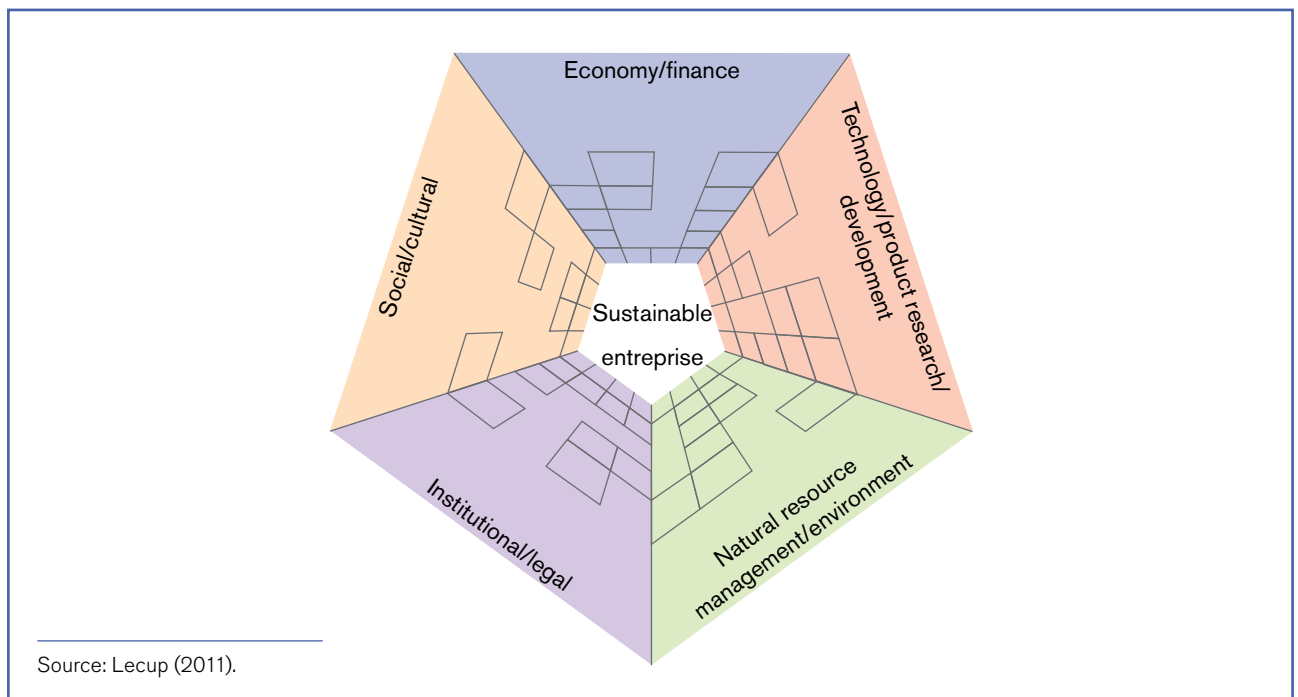 Economy/finance
Technology/product research/
development
Social/cultural
Sustainable
entreprise
Institutional/legal
Natural resource
management/environment
Source: Lecup (2011).